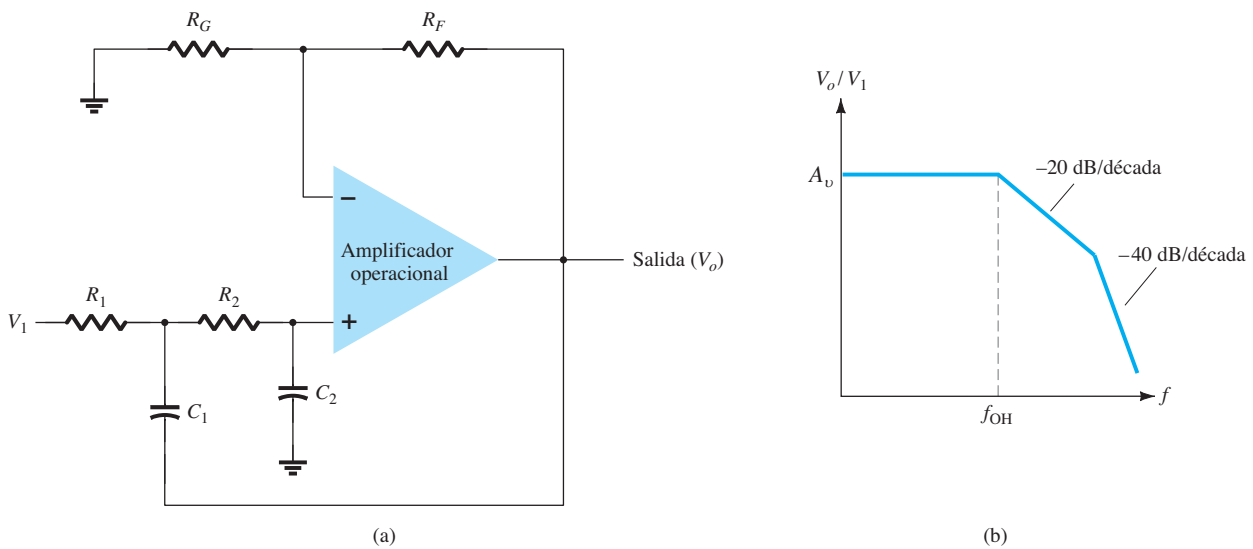 R_G
R_F
−
Amplificador
operacional
Salida (V_o)
R_1
R_2
V_1
+
C_1
C_2
(a)
V_o / V_1
A_υ
−20 dB/década
−40 dB/década
f
f_OH
(b)